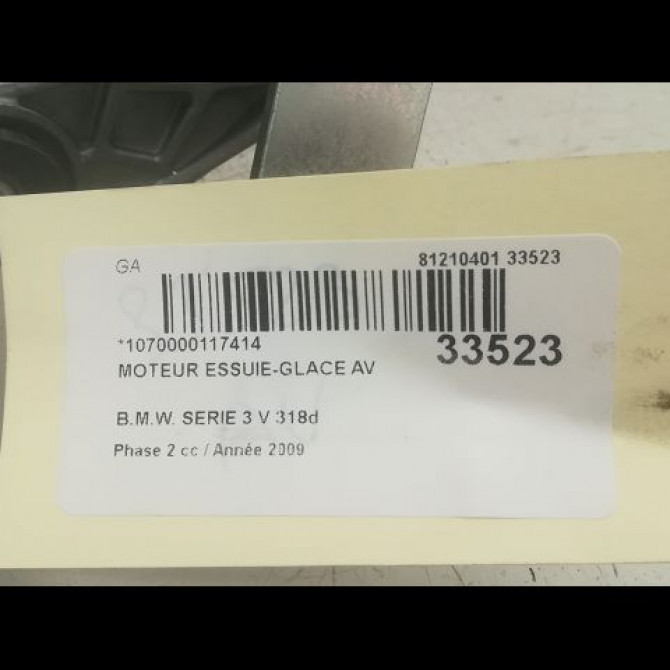 GA 81210401 33523
*1070000117414 33523
MOTEUR ESSUIE-GLACE AV
B.M.W. SERIE 3 V 318d
Phase 2 cc / Année 2009